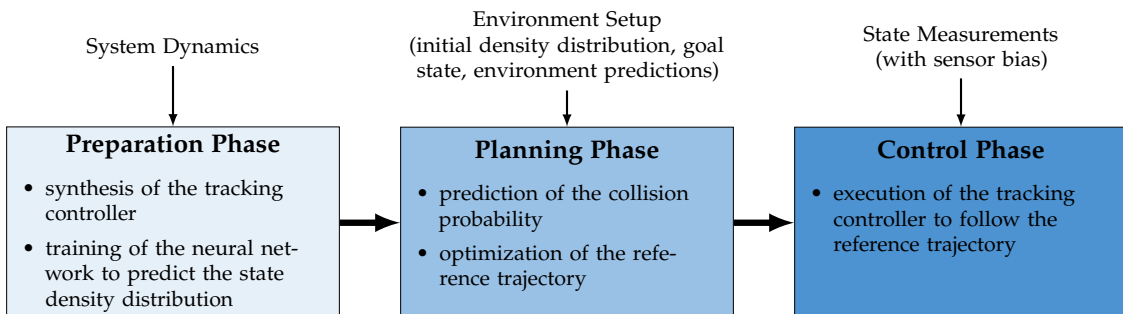 System Dynamics
Environment Setup
(initial density distribution, goal
state, environment predictions)
State Measurements
(with sensor bias)
Preparation Phase
• synthesis of the tracking
controller
• training of the neural net-
work to predict the state
density distribution
Planning Phase
• prediction of the collision
probability
• optimization of the refe-
rence trajectory
Control Phase
• execution of the tracking
controller to follow the
reference trajectory